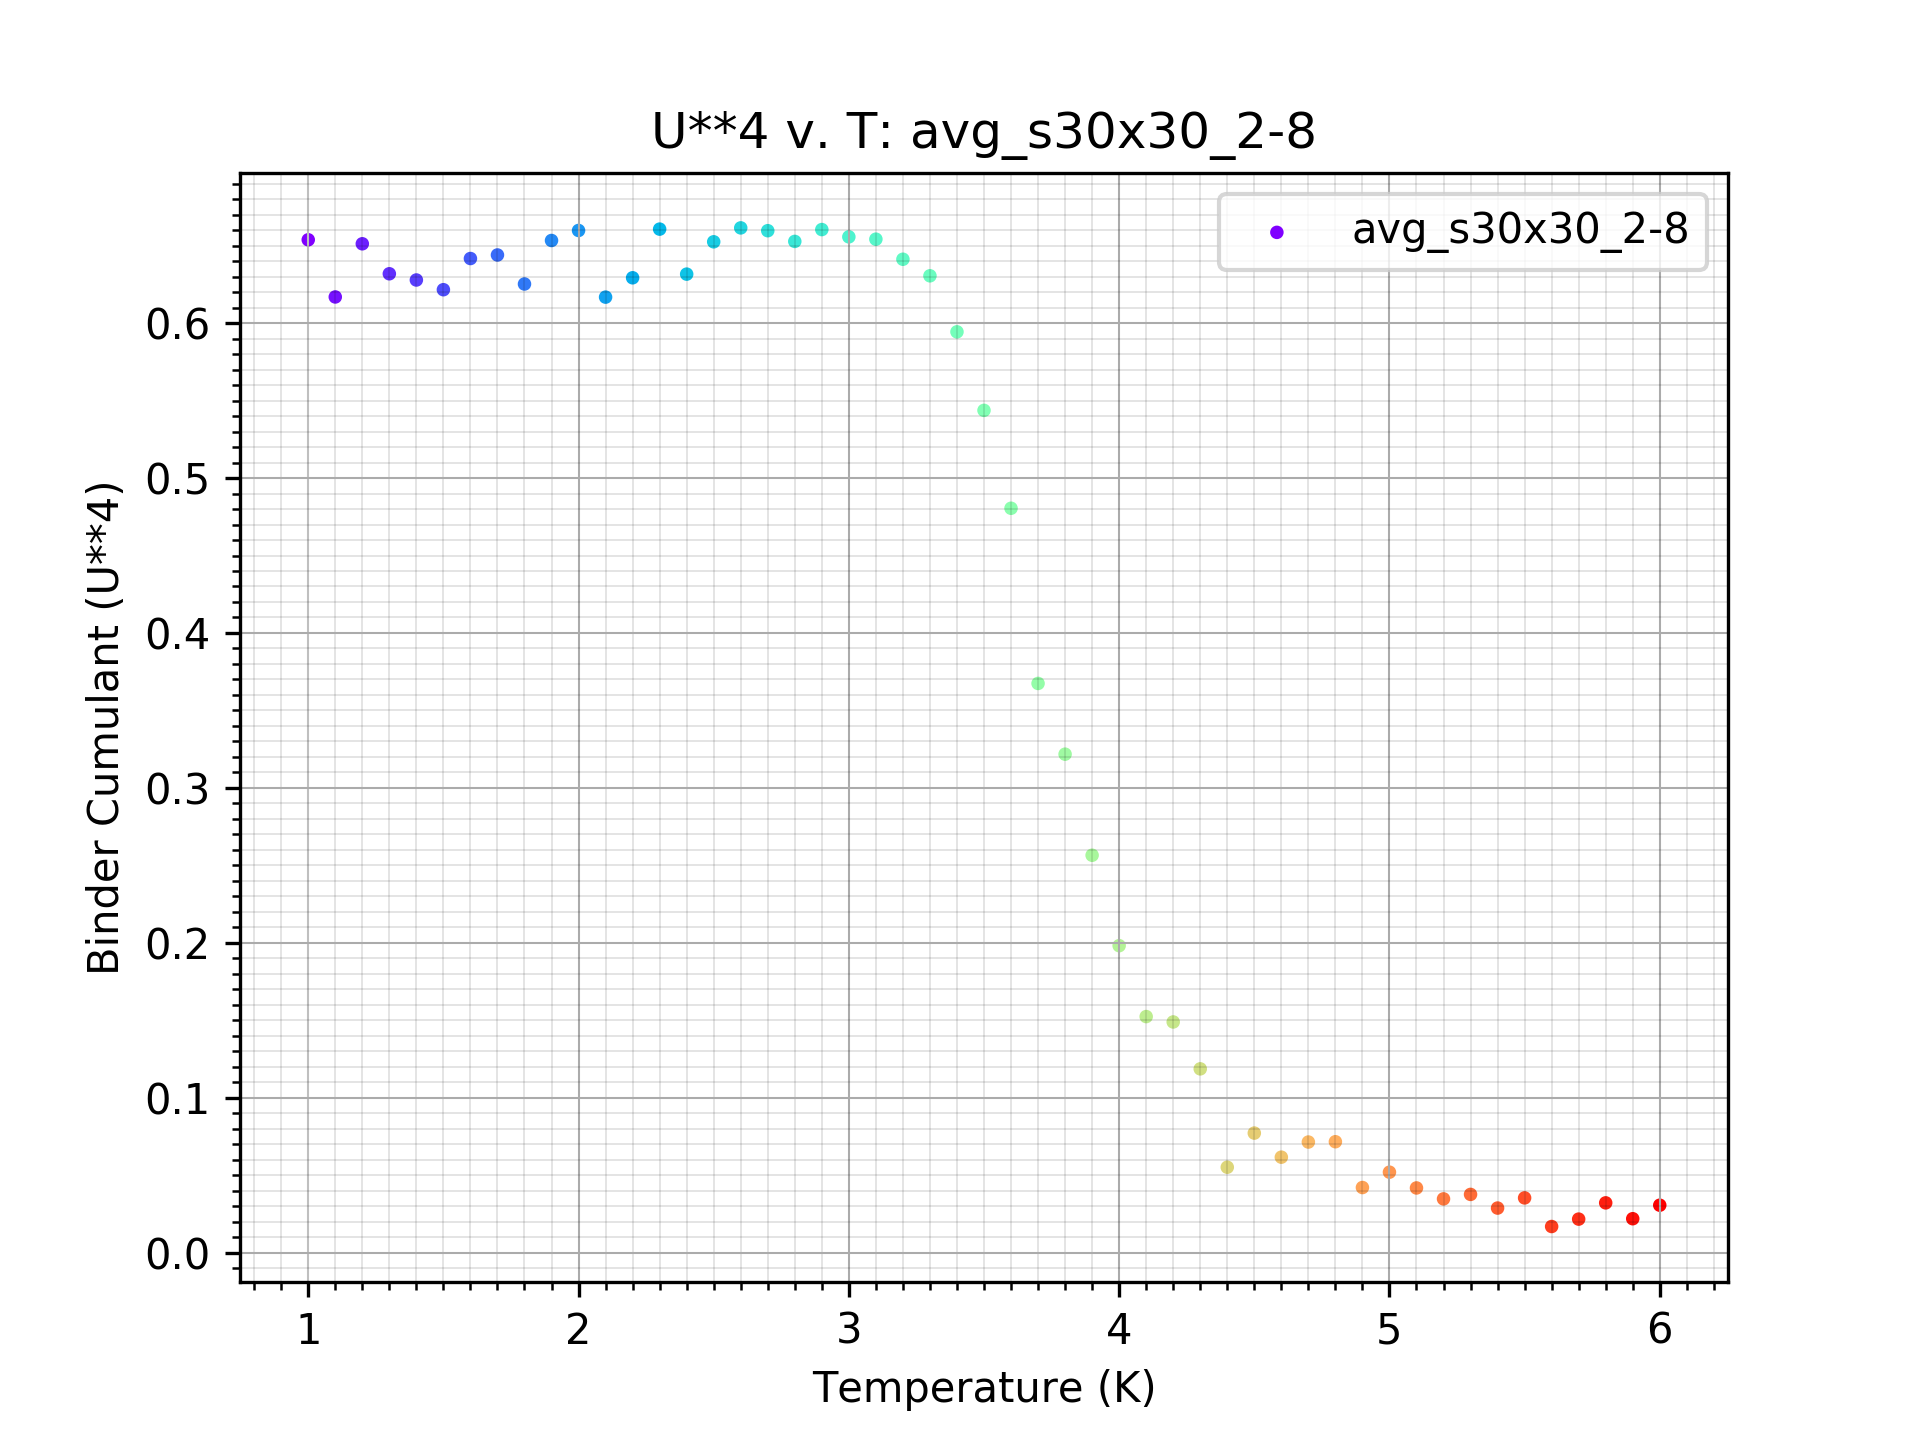 U**4 v. T: avg_s30x30_2-8
avg_s30x30_2-8
Binder Cumulant (U**4)
0.6
0.5
0.4
0.3
0.2
0.1
0.0
1 2 3 4 5 6
Temperature (K)